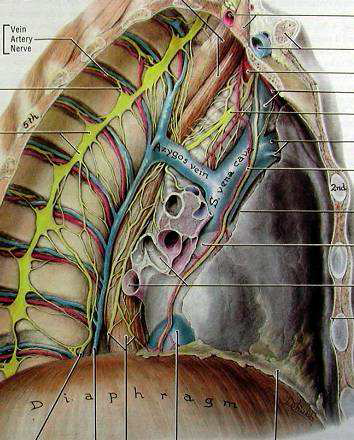 Vein
Artery
Nerve
5th
Azygos vein
S. vena cava
2nd
Diaphragm